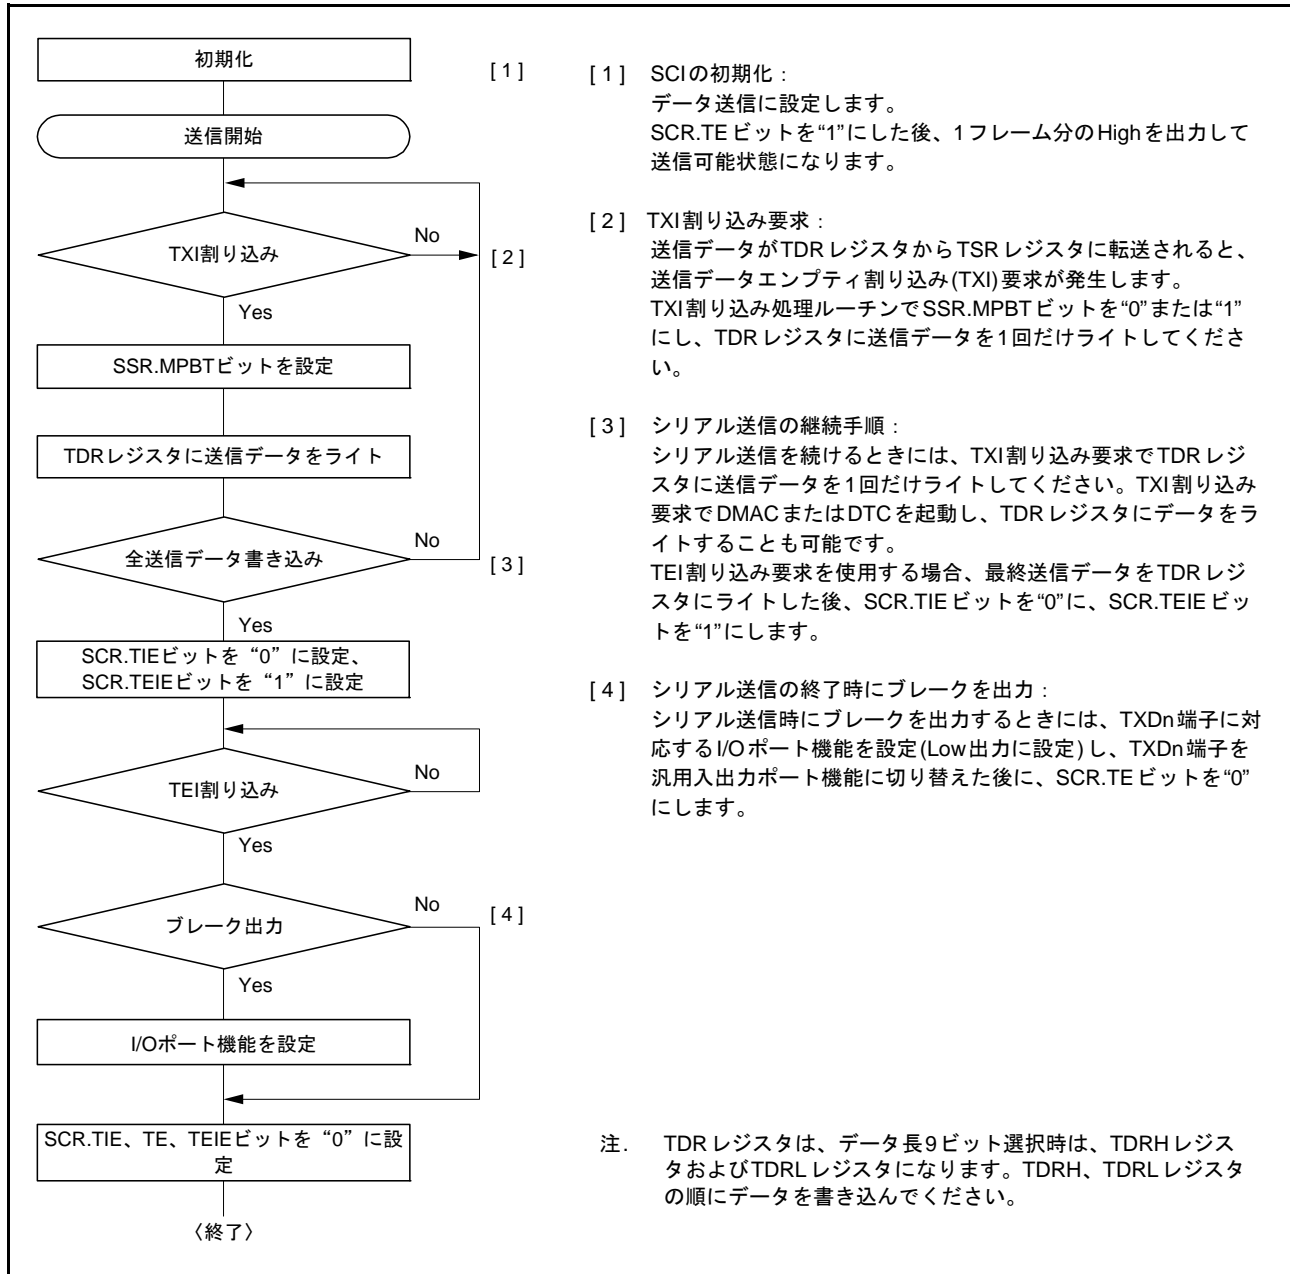 初期化
[ 1 ]
送信開始
TXI割り込み
No
[ 2 ]
Yes
SSR.MPBTビットを設定
TDRレジスタに送信データをライト
全送信データ書き込み
No
[ 3 ]
Yes
SCR.TIEビットを“0”に設定、
SCR.TEIEビットを“1”に設定
TEI割り込み
No
Yes
ブレーク出力
No
[ 4 ]
Yes
I/Oポート機能を設定
SCR.TIE、TE、TEIEビットを“0”に設
定
〈終了〉
[ 1 ] SCIの初期化：
データ送信に設定します。
SCR.TEビットを“1”にした後、1フレーム分のHighを出力して
送信可能状態になります。
[ 2 ] TXI割り込み要求：
送信データがTDRレジスタからTSRレジスタに転送されると、
送信データエンプティ割り込み(TXI)要求が発生します。
TXI割り込み処理ルーチンでSSR.MPBTビットを“0”または“1”
にし、TDRレジスタに送信データを1回だけライトしてくださ
い。
[ 3 ] シリアル送信の継続手順：
シリアル送信を続けるときには、TXI割り込み要求でTDRレジ
スタに送信データを1回だけライトしてください。TXI割り込み
要求でDMACまたはDTCを起動し、TDRレジスタにデータをラ
イトすることも可能です。
TEI割り込み要求を使用する場合、最終送信データをTDRレジ
スタにライトした後、SCR.TIEビットを“0”に、SCR.TEIEビッ
トを“1”にします。
[ 4 ] シリアル送信の終了時にブレークを出力：
シリアル送信時にブレークを出力するときには、TXDn端子に対
応するI/Oポート機能を設定(Low出力に設定)し、TXDn端子を
汎用入出力ポート機能に切り替えた後に、SCR.TEビットを“0”
にします。
注. TDRレジスタは、データ長9ビット選択時は、TDRHレジス
タおよびTDRLレジスタになります。TDRH、TDRLレジスタ
の順にデータを書き込んでください。